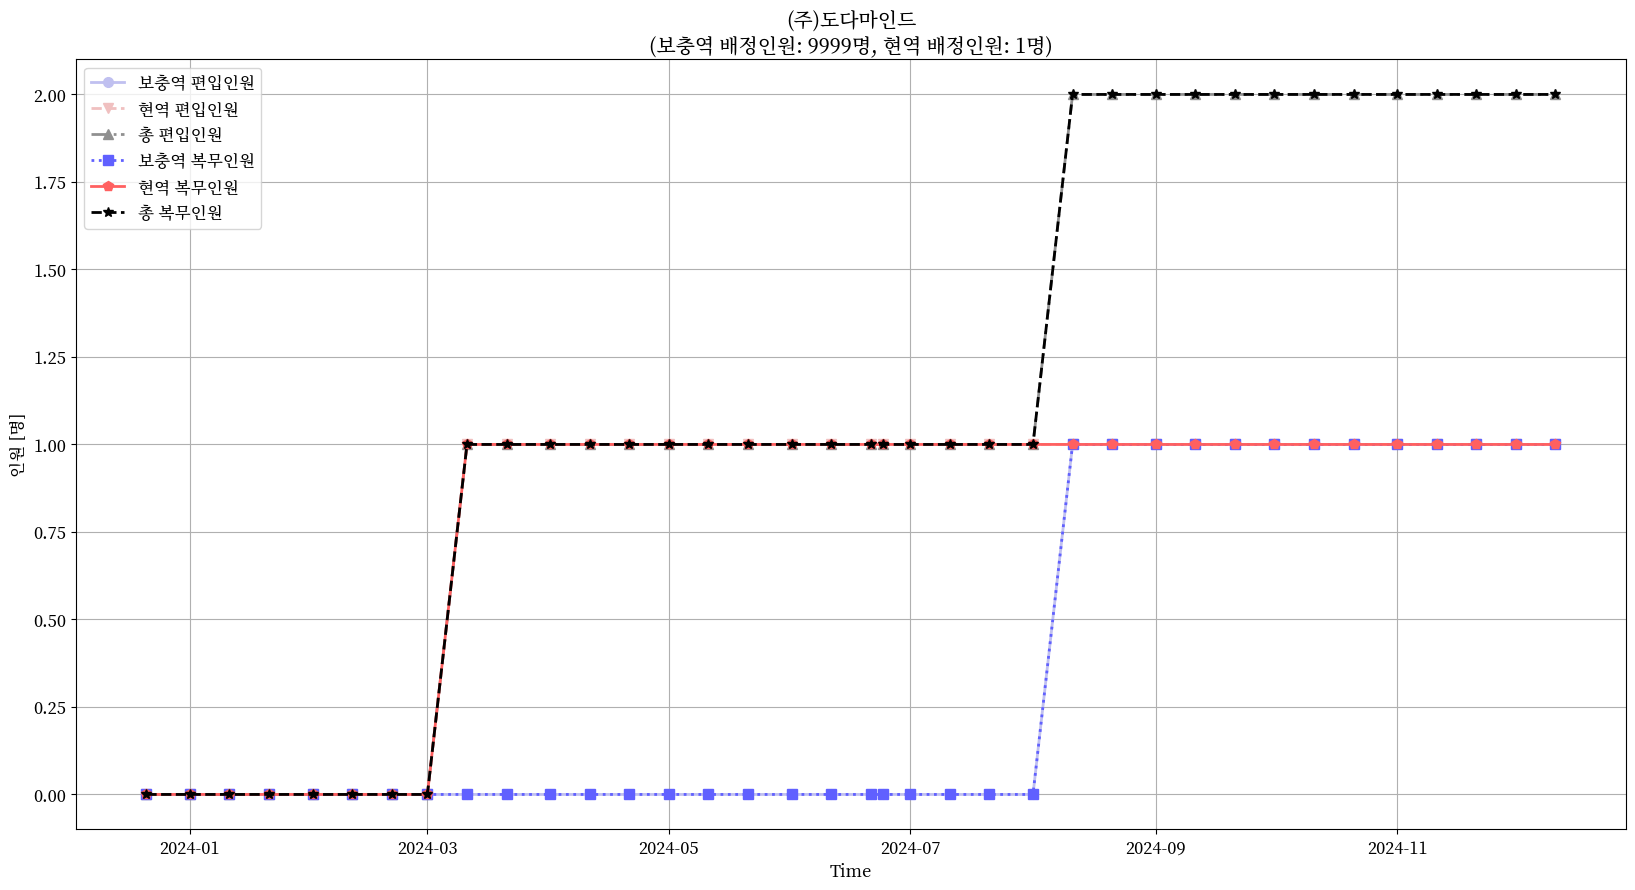 (주)도다마인드
(보충역 배정인원: 9999명, 현역 배정인원: 1명)
보충역 편입인원
현역 편입인원
총 편입인원
보충역 복무인원
현역 복무인원
총 복무인원
2.00
1.75
1.50
1.25
1.00
0.75
0.50
0.25
0.00
인원 [명]
2024-01
2024-03
2024-05
2024-07
2024-09
2024-11
Time